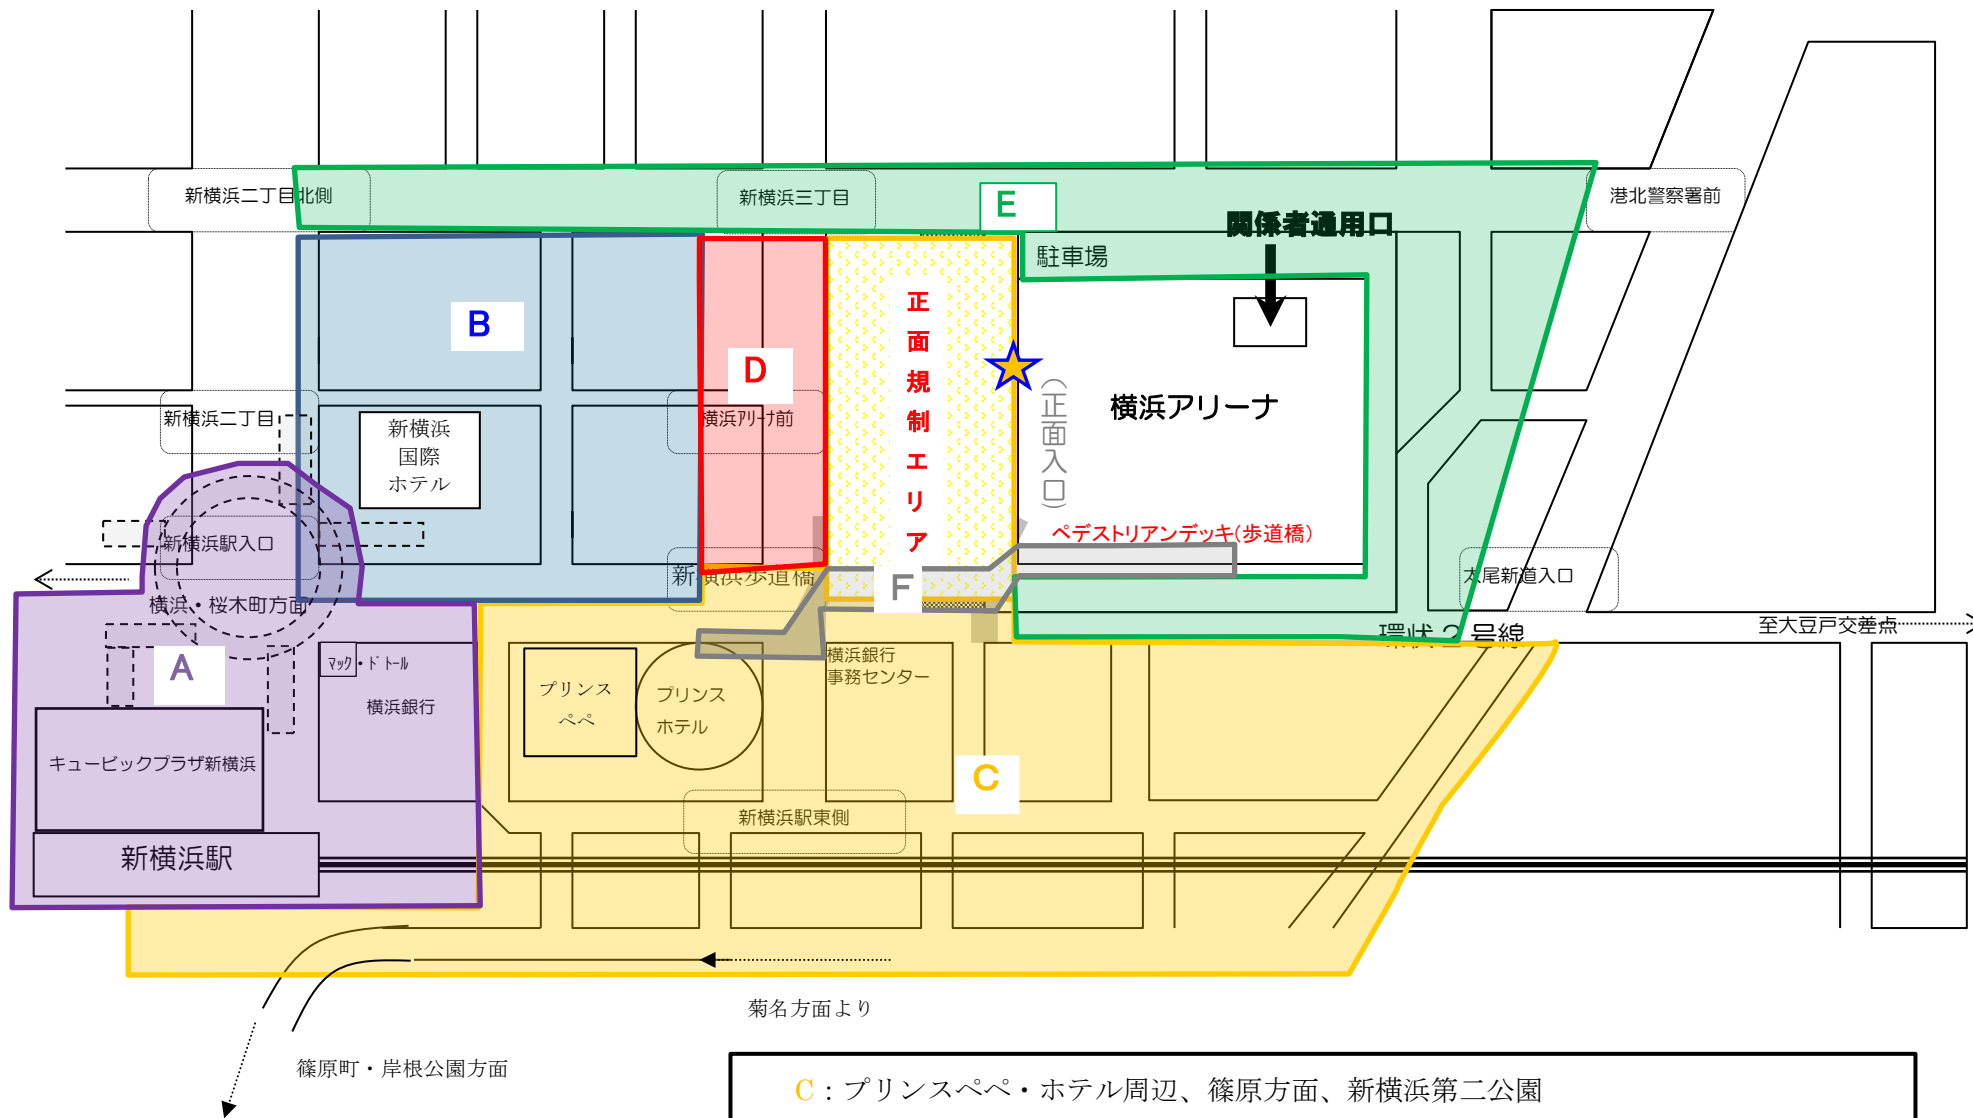 新横浜二丁目北側
新横浜三丁目
E
港北警察署前
関係者通用口
駐車場
B
正面規制エリア
D
横浜アリーナ
(正面入口)
新横浜二丁目
新横浜
国際
ホテル
横浜ｱﾘｰﾅ前
新横浜駅入口
ペデストリアンデッキ(歩道橋)
新横浜歩道橋
F
太尾新道入口
横浜・桜木町方面
環状２号線
至大豆戸交差点
A
ﾏｯｸ・ﾄﾞﾄｰﾙ
横浜銀行
プリンス
ペペ
プリンス
ホテル
横浜銀行
事務センター
キュービックプラザ新横浜
C
新横浜駅東側
新横浜駅
菊名方面より
篠原町・岸根公園方面
C：プリンスペペ・ホテル周辺、篠原方面、新横浜第二公園